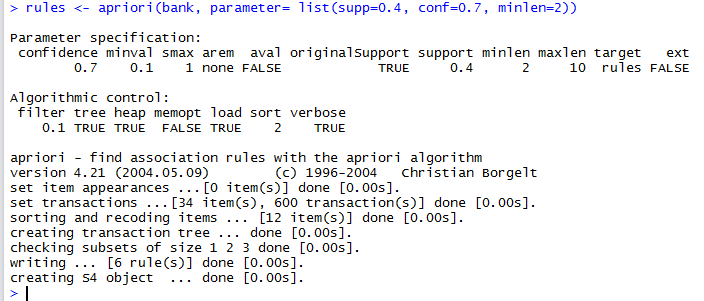 > rules <- apriori(bank, parameter= list(supp=0.4, conf=0.7, minlen=2))
Parameter specification:
confidence minval smax arem aval originalSupport support minlen maxlen target ext
0.7 0.1 1 none FALSE TRUE 0.4 2 10 rules FALSE
Algorithmic control:
filter tree heap memopt load sort verbose
0.1 TRUE TRUE FALSE TRUE 2 TRUE
apriori - find association rules with the apriori algorithm
version 4.21 (2004.05.09) (c) 1996-2004 Christian Borgelt
set item appearances ...[0 item(s)] done [0.00s].
set transactions ...[34 item(s), 600 transaction(s)] done [0.00s].
sorting and recoding items ... [12 item(s)] done [0.00s].
creating transaction tree ... done [0.00s].
checking subsets of size 1 2 3 done [0.00s].
writing ... [6 rule(s)] done [0.00s].
creating S4 object ... done [0.00s].
>